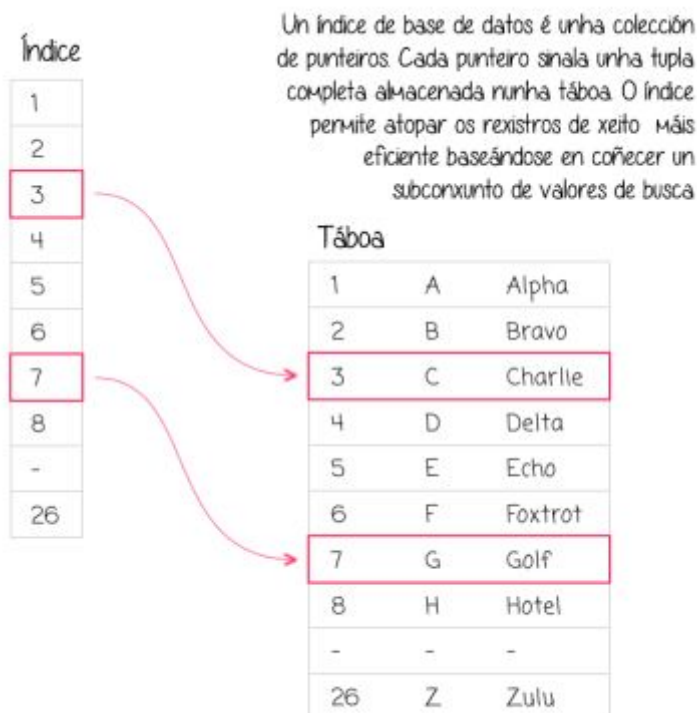 Un índice de base de datos é unha colección
de punteiros. Cada punteiro sinala unha tupla
completa almacenada nunha táboa. O índice
permite atopar os rexistros de xeito máis
eficiente baseándose en coñecer un
subconxunto de valores de busca
Índice
1
2
3
4
5
6
7
8
-
26
Táboa
1 A Alpha
2 B Bravo
3 C Charlie
4 D Delta
5 E Echo
6 F Foxtrot
7 G Golf
8 H Hotel
- - -
26 Z Zulu